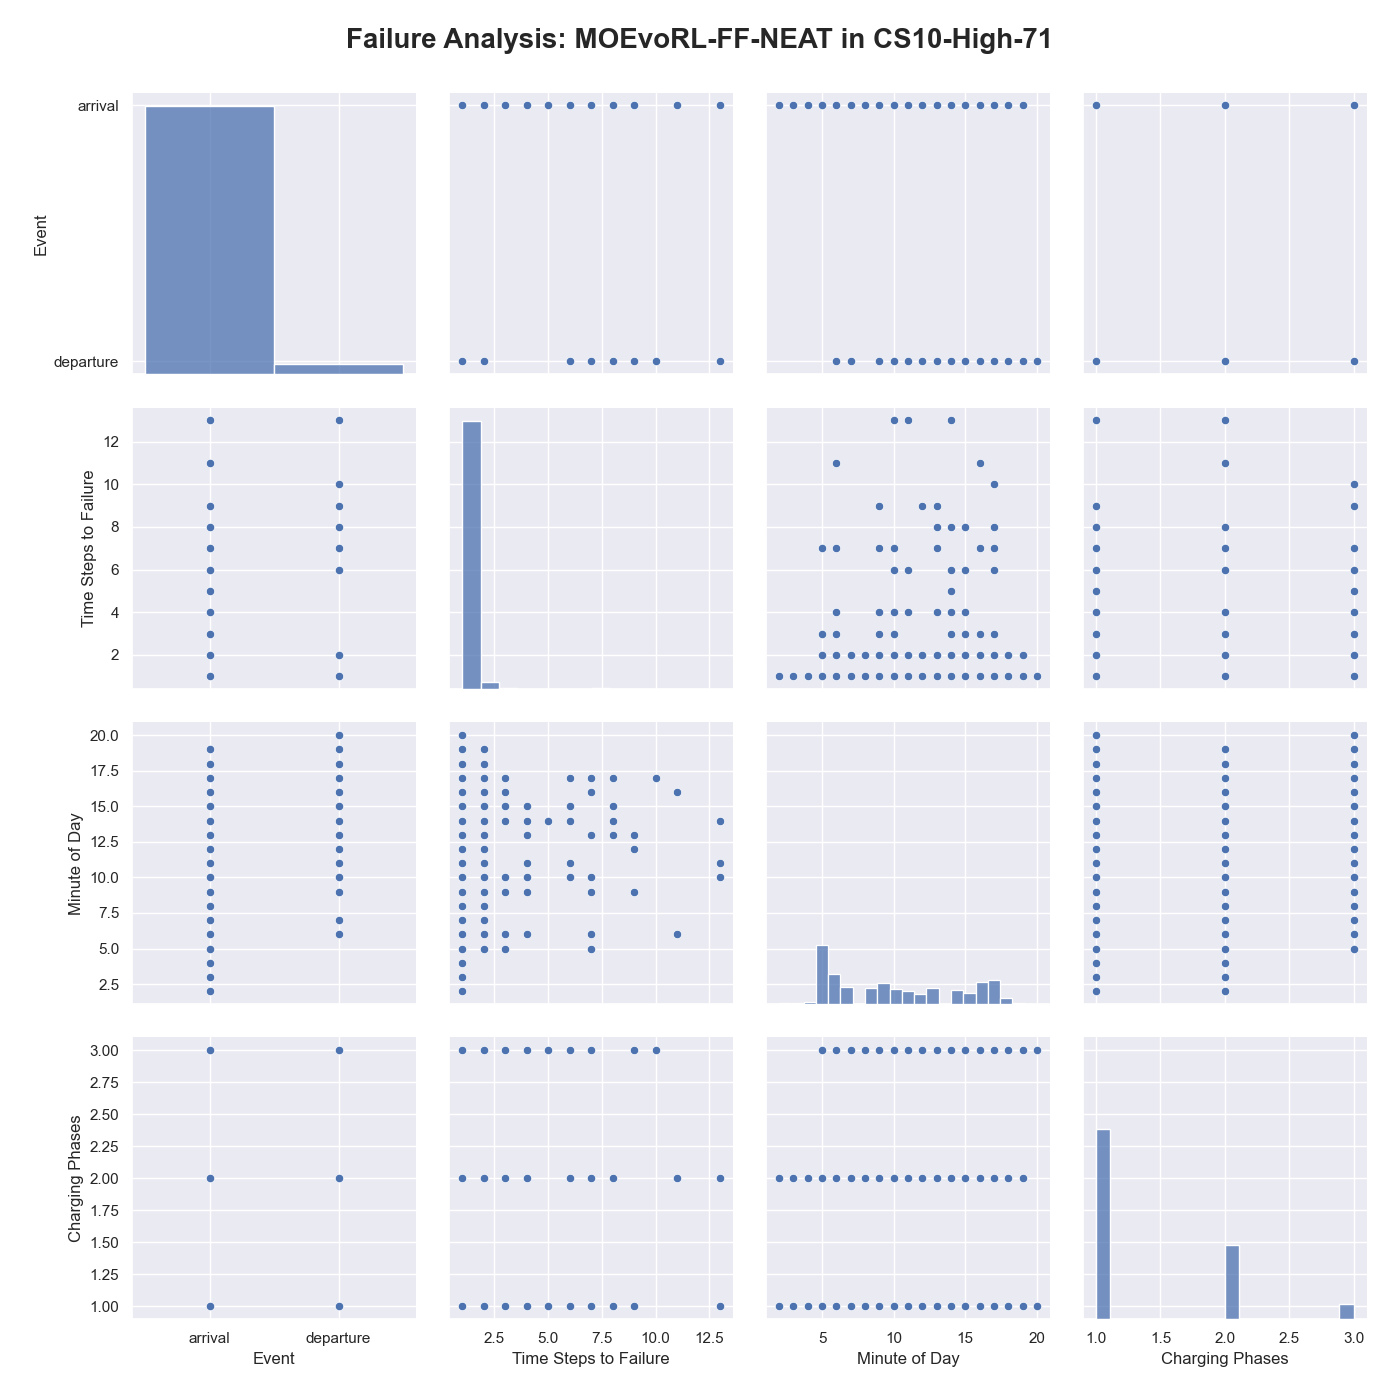 Failure Analysis: MOEvoRL-FF-NEAT in CS10-High-71
arrival
departure
Event
12
10
8
6
4
2
Time Steps to Failure
20.0
17.5
15.0
12.5
10.0
7.5
5.0
2.5
Minute of Day
3.00
2.75
2.50
2.25
2.00
1.75
1.50
1.25
1.00
Charging Phases
arrival departure
2.5 5.0 7.5 10.0 12.5
5 10 15 20
1.0 1.5 2.0 2.5 3.0
Event
Time Steps to Failure
Minute of Day
Charging Phases